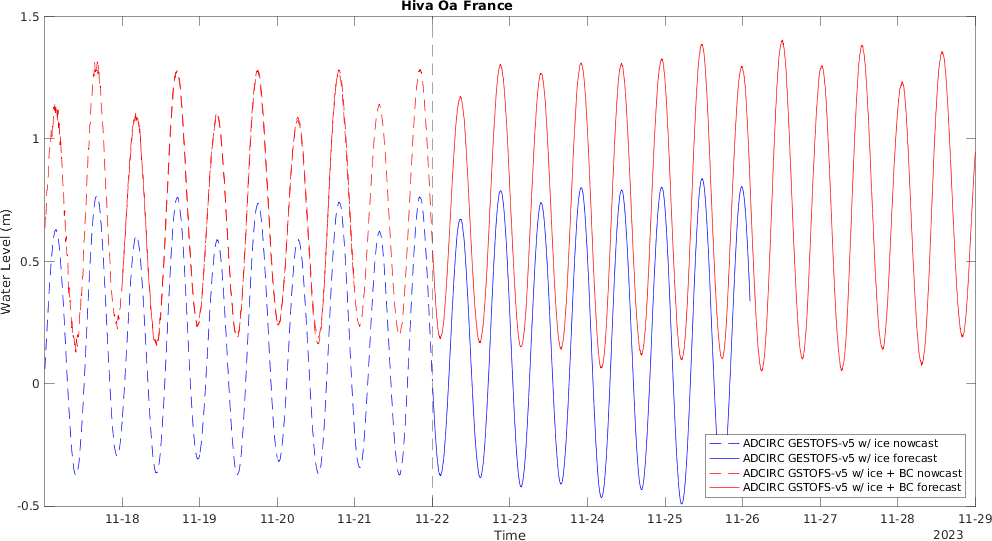 Hiva Oa France
1.5
1
0.5
0
-0.5
Water Level (m)
ADCIRC GESTOFS-v5 w/ ice nowcast
ADCIRC GESTOFS-v5 w/ ice forecast
ADCIRC GSTOFS-v5 w/ ice + BC nowcast
ADCIRC GSTOFS-v5 w/ ice + BC forecast
11-18 11-19 11-20 11-21 11-22 11-23 11-24 11-25 11-26 11-27 11-28 11-29
Time
2023